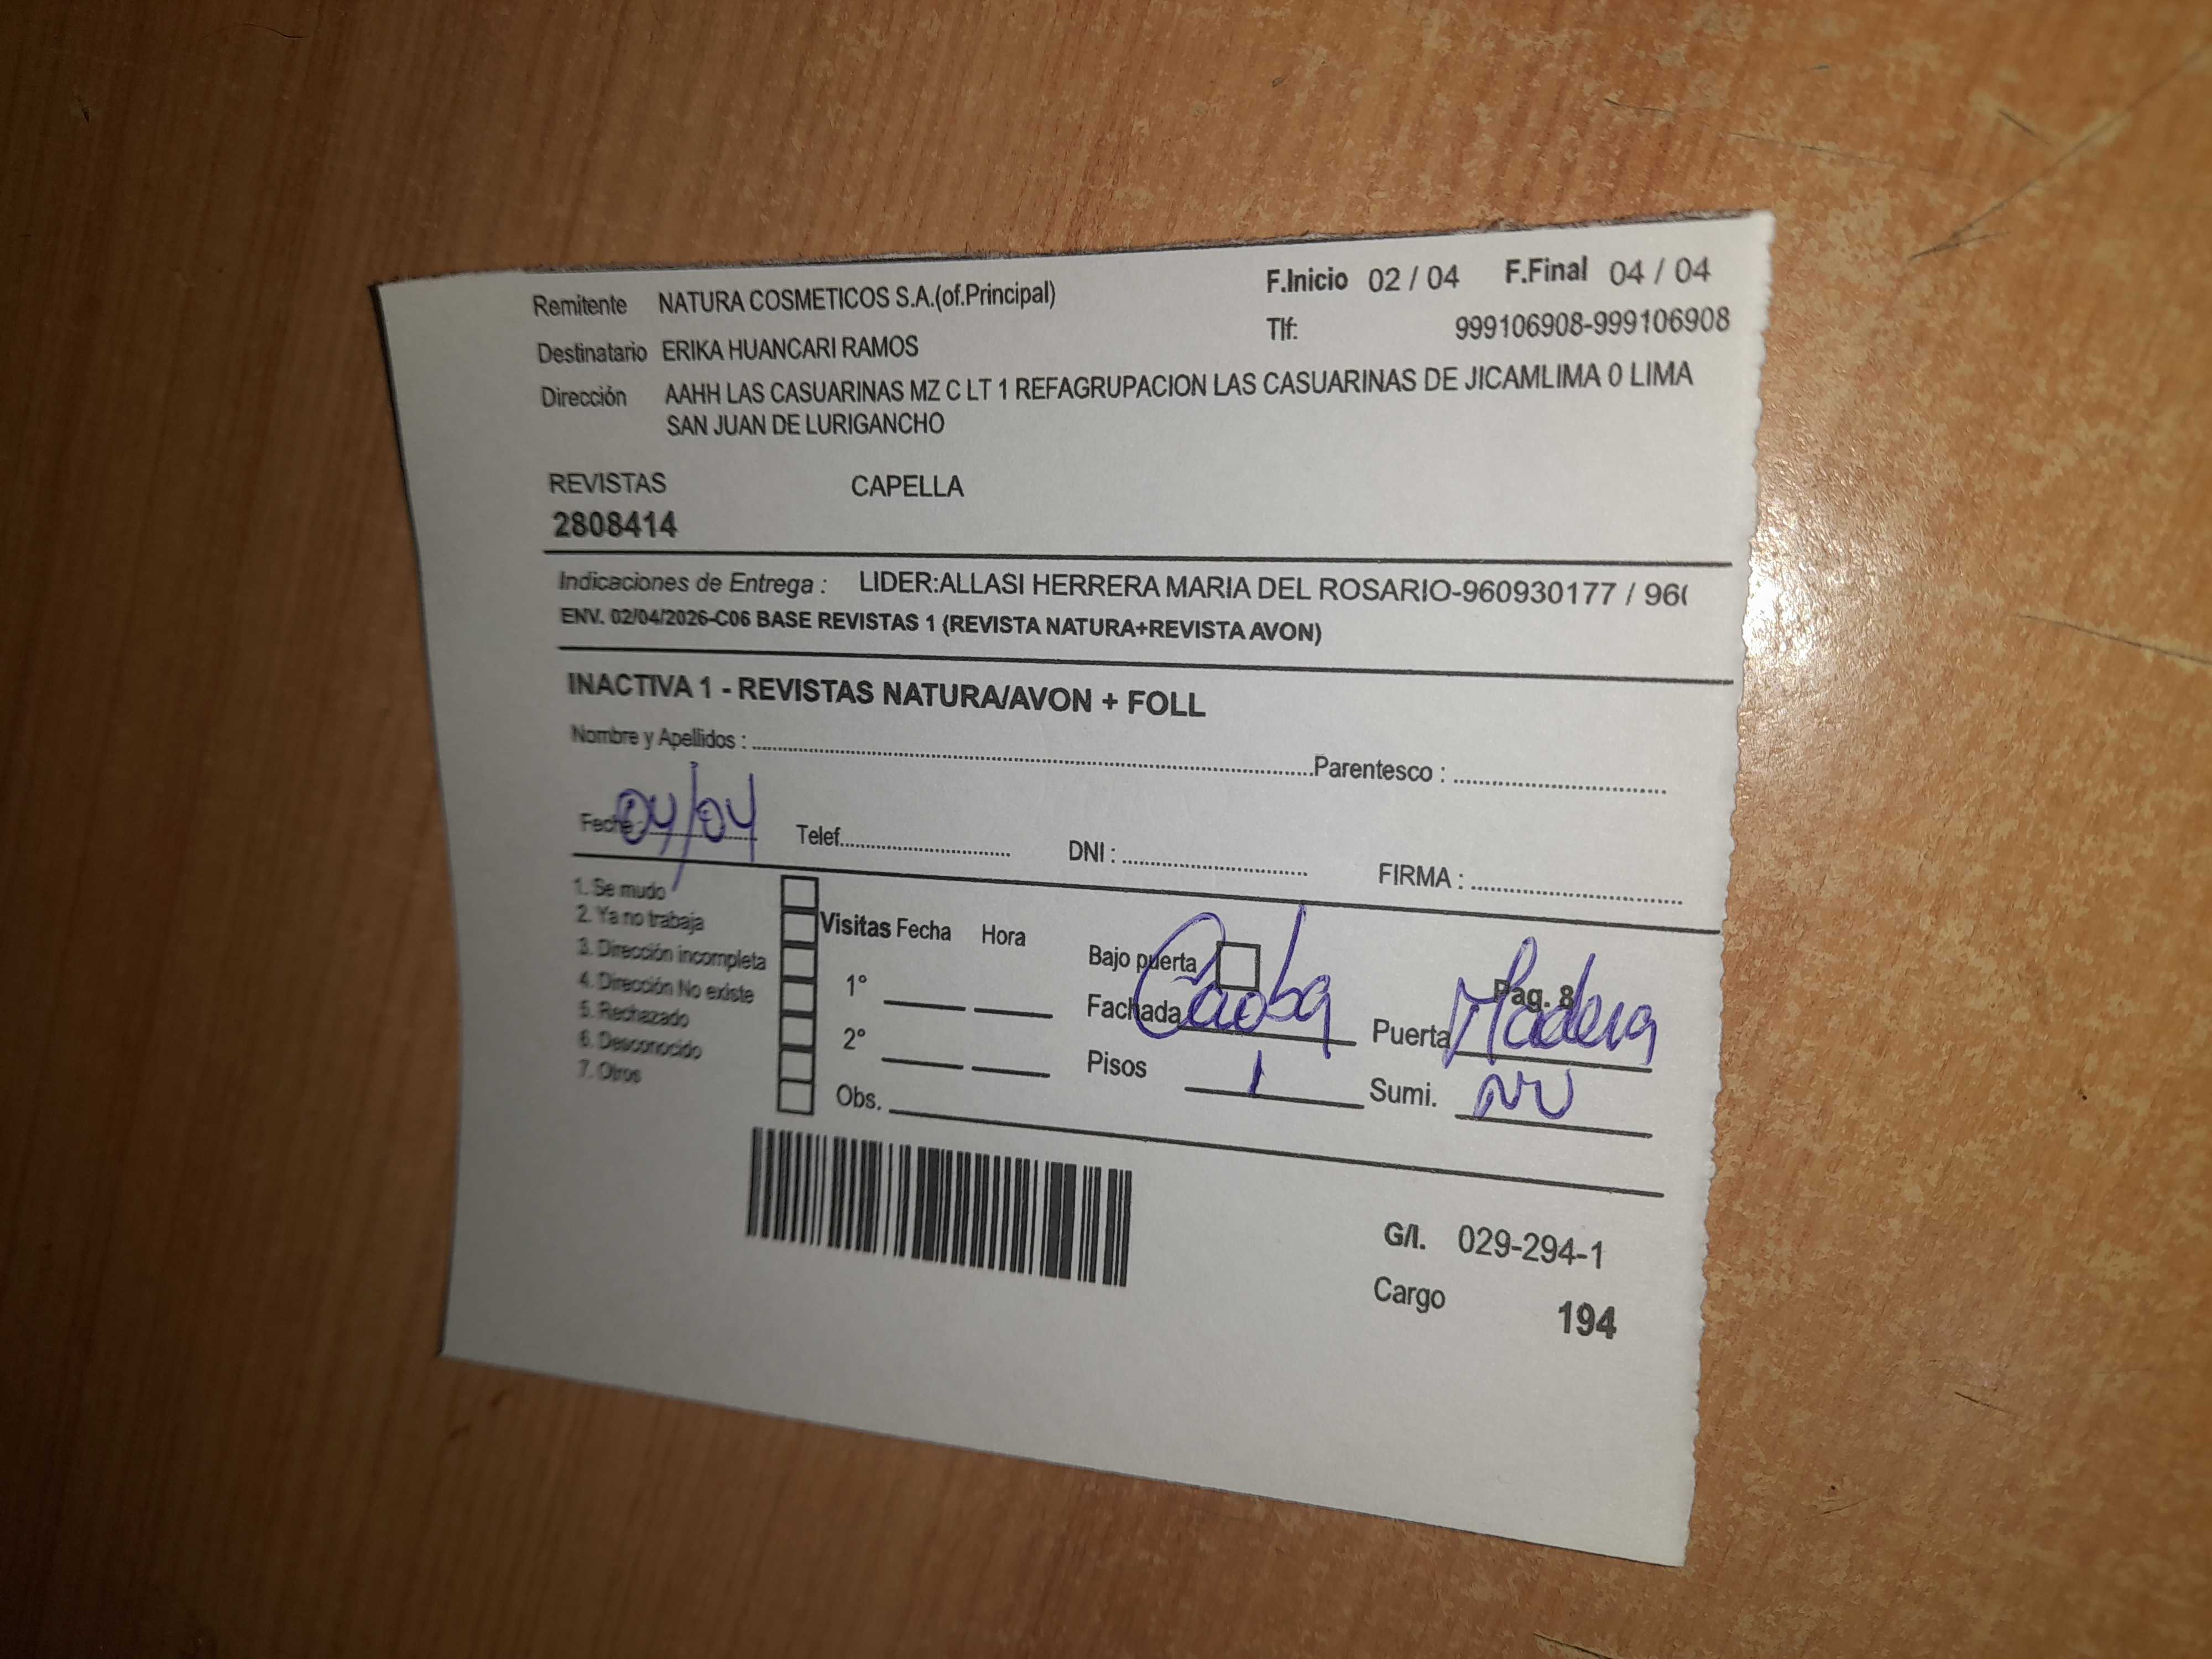 Remitente NATURA COSMETICOS S.A.(of.Principal) F.Inicio 02 / 04 F.Final 04 / 04
Destinatario ERIKA HUANCARI RAMOS Tlf: 999106908-999106908
Dirección AAHH LAS CASUARINAS MZ C LT 1 REFAGRUPACION LAS CASUARINAS DE JICAMLIMA 0 LIMA
SAN JUAN DE LURIGANCHO
REVISTAS CAPELLA
2808414
Indicaciones de Entrega : LIDER:ALLASI HERRERA MARIA DEL ROSARIO-960930177 / 960
ENV. 02/04/2026-C06 BASE REVISTAS 1 (REVISTA NATURA+REVISTA AVON)
INACTIVA 1 - REVISTAS NATURA/AVON + FOLL
Nombre y Apellidos : Parentesco :
Fecha : 04/04 Telef. DNI : FIRMA :
1. Se mudo
2. Ya no trabaja
3. Dirección incompleta
4. Dirección No existe
5. Rechazado
6. Desconocido
7. Otros
Visitas Fecha Hora
1°
2°
Obs.
Bajo puerta Pag. 8
Fachada Caoba Puerta Madera
Pisos 1 Sumi. NO
G/I. 029-294-1
Cargo 194